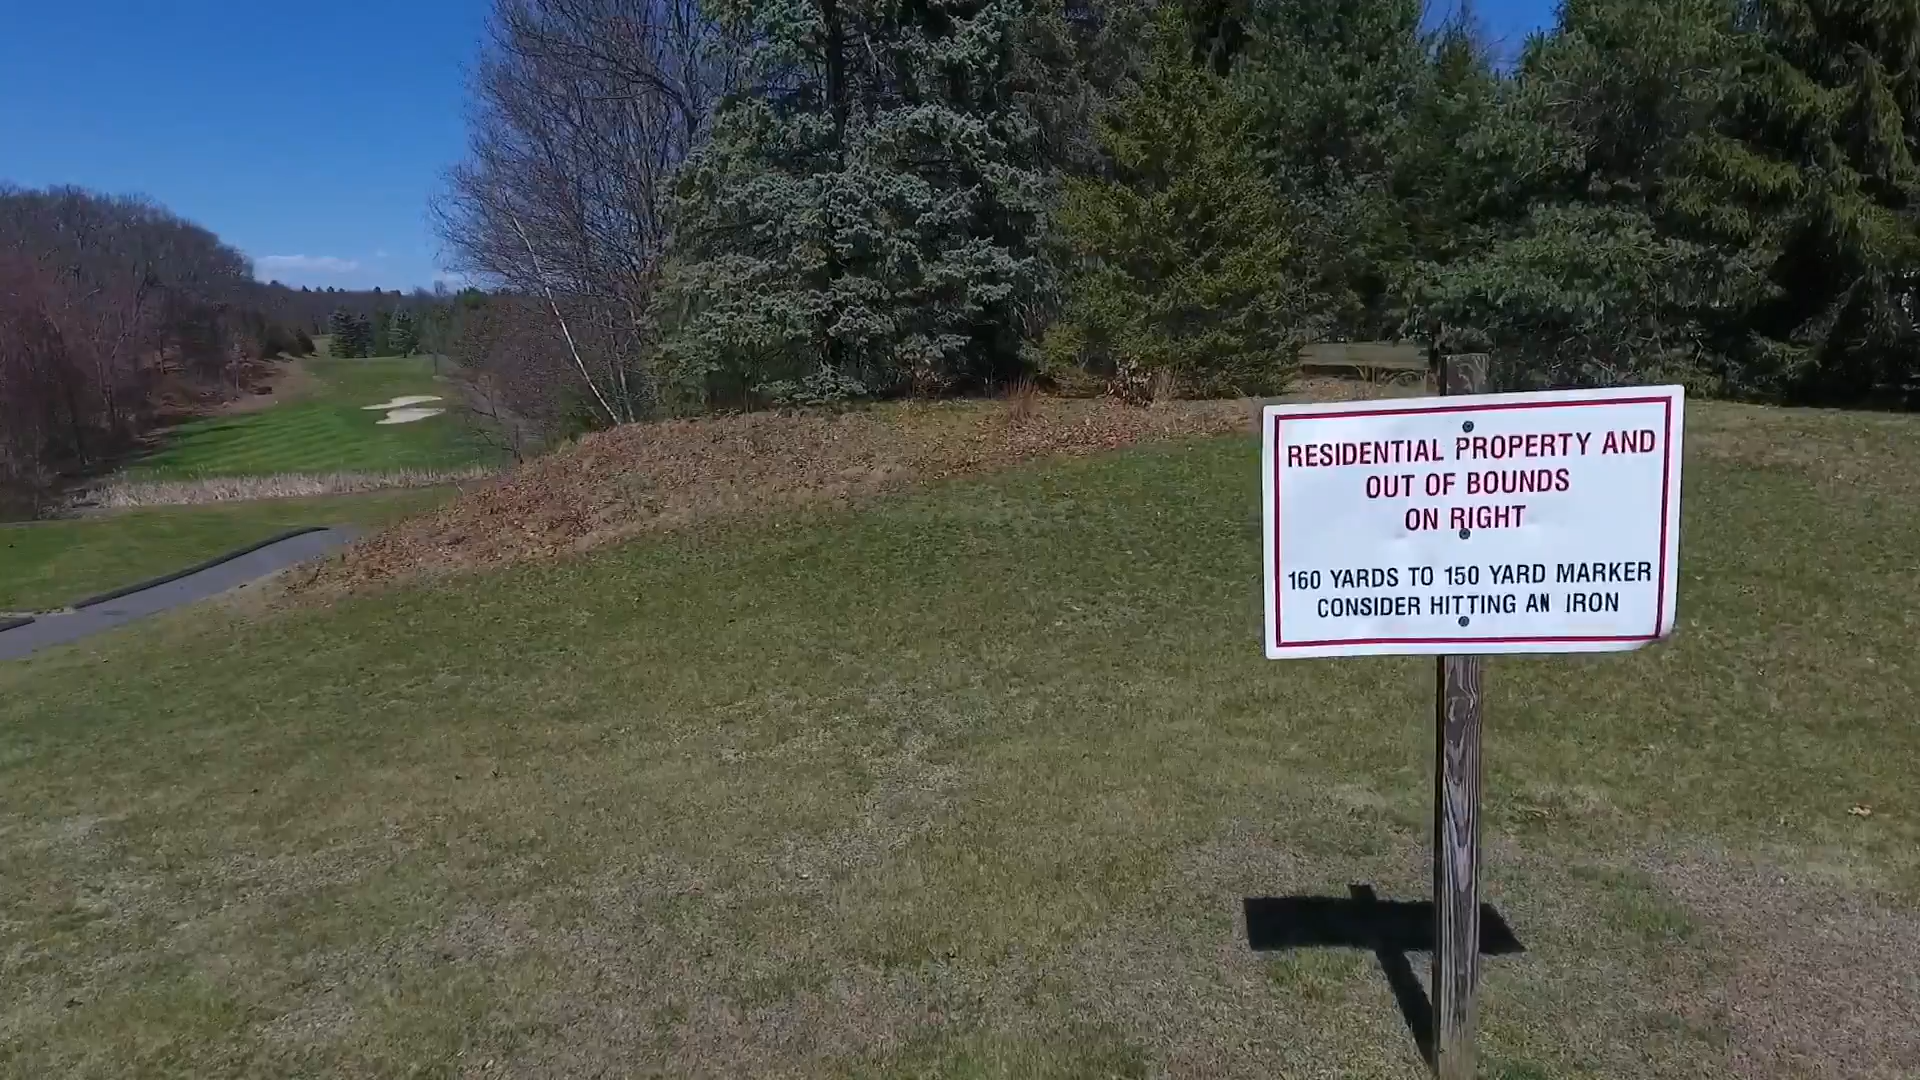 RESIDENTIAL PROPERTY AND
OUT OF BOUNDS
ON RIGHT
160 YARDS TO 150 YARD MARKER
CONSIDER HITTING AN IRON